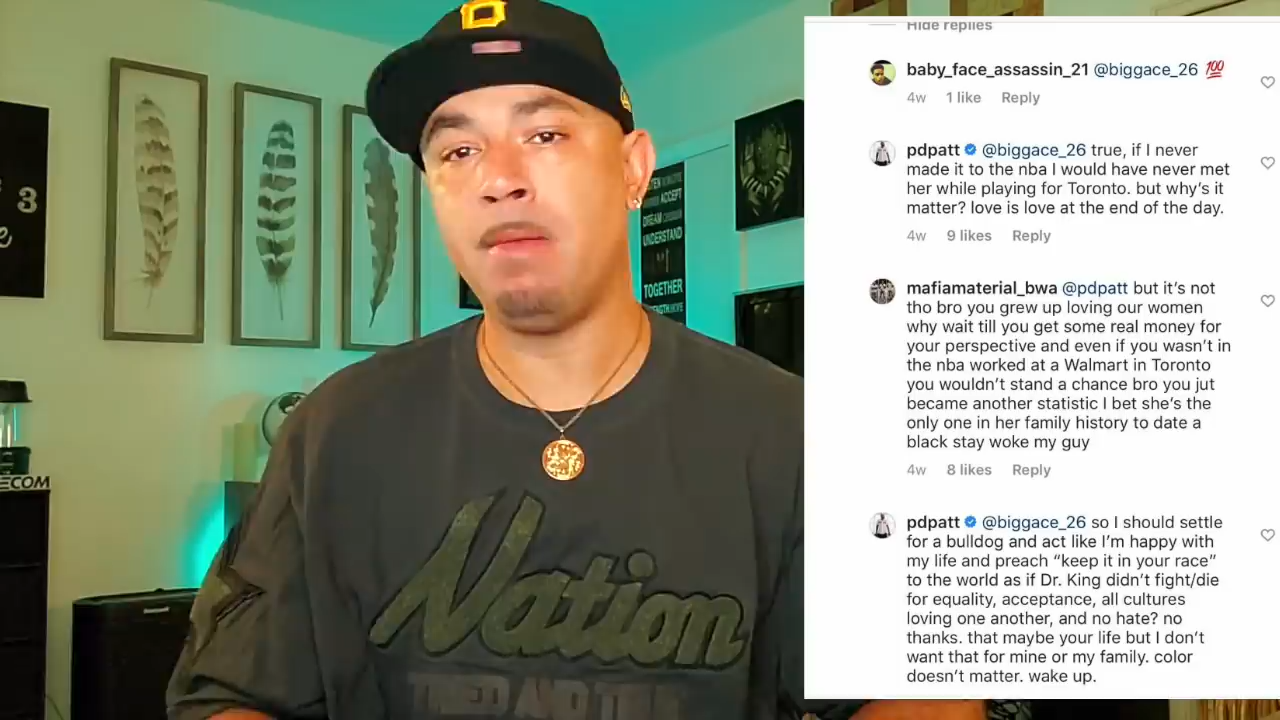 Hide replies
baby_face_assassin_21 @biggace_26 💯
4w 1 like Reply
pdpatt @biggace_26 true, if I never
made it to the nba I would have never met
her while playing for Toronto. but why's it
matter? love is love at the end of the day.
4w 9 likes Reply
mafiamaterial_bwa @pdpatt but it's not
tho bro you grew up loving our women
why wait till you get some real money for
your perspective and even if you wasn't in
the nba worked at a Walmart in Toronto
you wouldn't stand a chance bro you jut
became another statistic I bet she's the
only one in her family history to date a
black stay woke my guy
4w 8 likes Reply
pdpatt @biggace_26 so I should settle
for a bulldog and act like I'm happy with
my life and preach “keep it in your race”
to the world as if Dr. King didn't fight/die
for equality, acceptance, all cultures
loving one another, and no hate? no
thanks. that maybe your life but I don't
want that for mine or my family. color
doesn't matter. wake up.
P
3
ACCEPT
DREAM
UNDERSTAND
TOGETHER
ECOM
Nation
TRIED AND TRUE